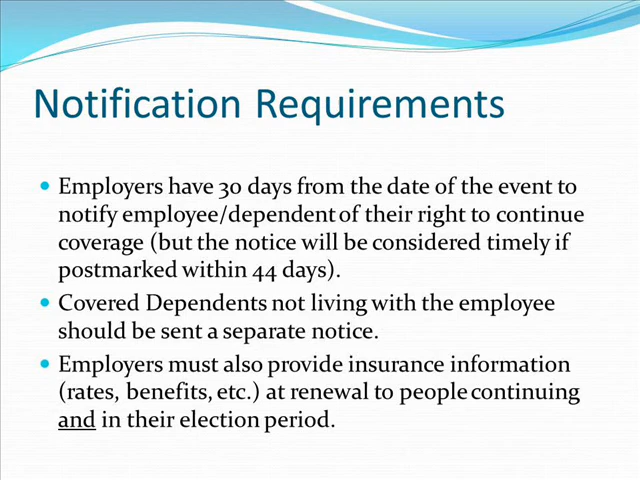 Notification Requirements
• Employers have 30 days from the date of the event to
notify employee/dependent of their right to continue
coverage (but the notice will be considered timely if
postmarked within 44 days).
• Covered Dependents not living with the employee
should be sent a separate notice.
• Employers must also provide insurance information
(rates, benefits, etc.) at renewal to people continuing
and in their election period.